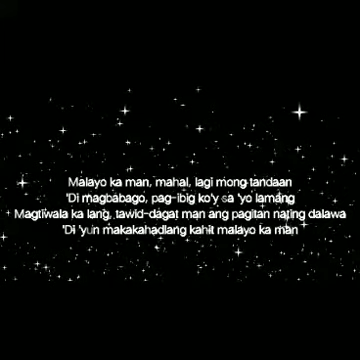 Malayo ka man, mahal, lagi mong tandaan
'Di magbabago, pag-ibig ko'y sa 'yo lamang
Magtiwala ka lang, tawid-dagat man ang pagitan nating dalawa
'Di 'yun makakahadlang kahit malayo ka man